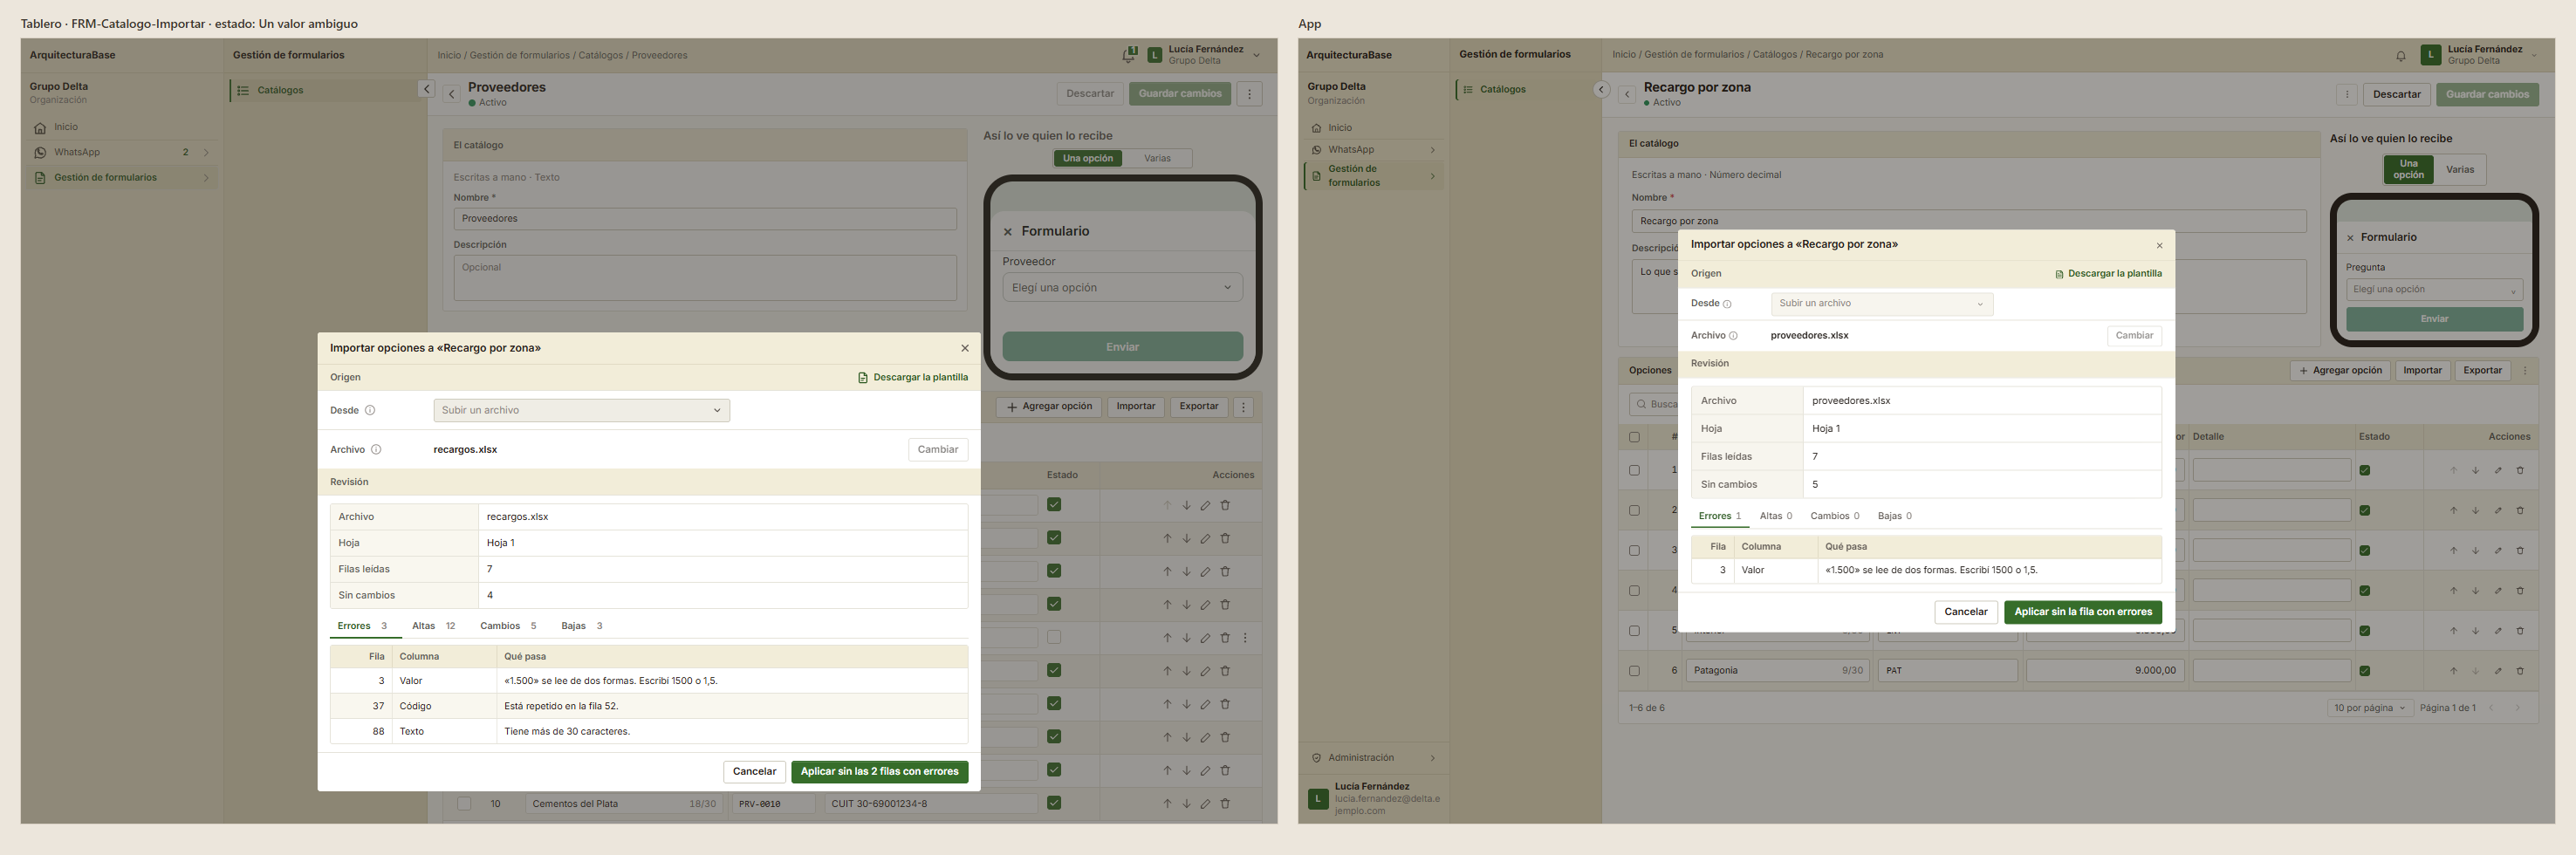 Tablero · FRM-Catalogo-Importar · estado: Un valor ambiguo
ArquitecturaBase
Gestión de formularios
Inicio / Gestión de formularios / Catálogos / Proveedores
1
L
Lucía Fernández
Grupo Delta
Grupo Delta
Organización
Inicio
WhatsApp 2
Gestión de formularios
Catálogos
Proveedores
Activo
Descartar
Guardar cambios
El catálogo
Escritas a mano · Texto
Nombre *
Proveedores
Descripción
Opcional
Así lo ve quien lo recibe
Una opción
Varias
Formulario
Proveedor
Elegí una opción
Enviar
Agregar opción
Importar
Exportar
Estado
Acciones
10 Cementos del Plata 18/30 PRV-0010 CUIT 30-69001234-8
Importar opciones a «Recargo por zona»
Origen
Descargar la plantilla
Desde
Subir un archivo
Archivo
recargos.xlsx
Cambiar
Revisión
Archivo recargos.xlsx
Hoja Hoja 1
Filas leídas 7
Sin cambios 4
Errores 3 Altas 12 Cambios 5 Bajas 3
Fila Columna Qué pasa
3 Valor «1.500» se lee de dos formas. Escribí 1500 o 1,5.
37 Código Está repetido en la fila 52.
88 Texto Tiene más de 30 caracteres.
Cancelar
Aplicar sin las 2 filas con errores
App
ArquitecturaBase
Gestión de formularios
Inicio / Gestión de formularios / Catálogos / Recargo por zona
L
Lucía Fernández
Grupo Delta
Grupo Delta
Organización
Inicio
WhatsApp
Gestión de
formularios
Catálogos
Recargo por zona
Activo
Descartar
Guardar cambios
El catálogo
Escritas a mano · Número decimal
Nombre *
Recargo por zona
Descripció
Lo que s
Así lo ve quien lo recibe
Una
opción
Varias
Formulario
Pregunta
Elegí una opción
Enviar
Opciones
Agregar opción
Importar
Exportar
Busca
#
or
Detalle
Estado
Acciones
1
2
3
4
5
6 Patagonia 9/30 PAT 9.000,00
1–6 de 6
10 por página
Página 1 de 1
Importar opciones a «Recargo por zona»
Origen
Descargar la plantilla
Desde
Subir un archivo
Archivo
proveedores.xlsx
Cambiar
Revisión
Archivo proveedores.xlsx
Hoja Hoja 1
Filas leídas 7
Sin cambios 5
Errores 1 Altas 0 Cambios 0 Bajas 0
Fila Columna Qué pasa
3 Valor «1.500» se lee de dos formas. Escribí 1500 o 1,5.
Cancelar
Aplicar sin la fila con errores
Administración
L
Lucía Fernández
lucia.fernandez@delta.e
jemplo.com